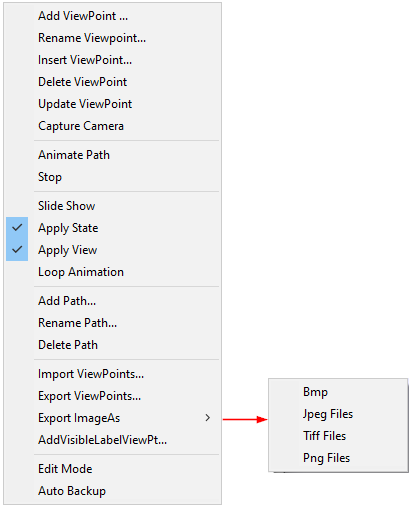 Add ViewPoint ...
Rename Viewpoint...
Insert ViewPoint...
Delete ViewPoint
Update ViewPoint
Capture Camera
Animate Path
Stop
Slide Show
Apply State
Apply View
Loop Animation
Add Path...
Rename Path...
Delete Path
Import ViewPoints...
Export ViewPoints...
Export ImageAs
AddVisibleLabelViewPt...
Edit Mode
Auto Backup
Bmp
Jpeg Files
Tiff Files
Png Files